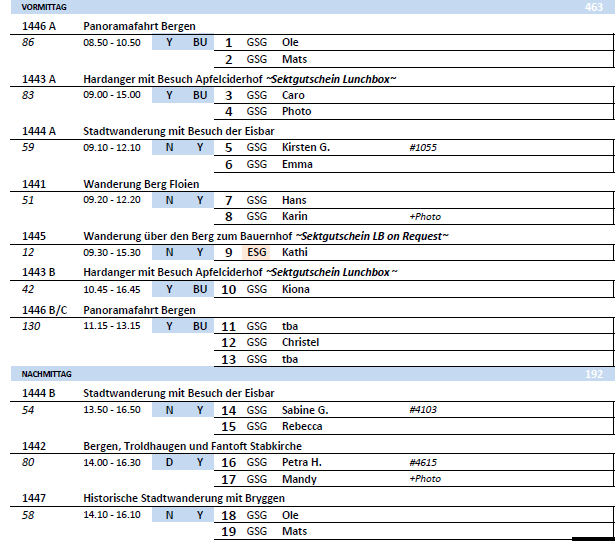 VORMITTAG 463
1446 A Panoramafahrt Bergen
86 08.50 - 10.50 Y BU 1 GSG Ole
2 GSG Mats
1443 A Hardanger mit Besuch Apfelciderhof ~Sektgutschein Lunchbox~
83 09.00 - 15.00 Y BU 3 GSG Caro
4 GSG Photo
1444 A Stadtwanderung mit Besuch der Eisbar
59 09.10 - 12.10 N Y 5 GSG Kirsten G. #1055
6 GSG Emma
1441 Wanderung Berg Floien
51 09.20 - 12.20 N Y 7 GSG Hans
8 GSG Karin +Photo
1445 Wanderung über den Berg zum Bauernhof ~Sektgutschein LB on Request~
12 09.30 - 15.30 N Y 9 ESG Kathi
1443 B Hardanger mit Besuch Apfelciderhof ~Sektgutschein Lunchbox ~
42 10.45 - 16.45 Y BU 10 GSG Kiona
1446 B/C Panoramafahrt Bergen
130 11.15 - 13.15 Y BU 11 GSG tba
12 GSG Christel
13 GSG tba
NACHMITTAG 192
1444 B Stadtwanderung mit Besuch der Eisbar
54 13.50 - 16.50 N Y 14 GSG Sabine G. #4103
15 GSG Rebecca
1442 Bergen, Troldhaugen und Fantoft Stabkirche
80 14.00 - 16.30 D Y 16 GSG Petra H. #4615
17 GSG Mandy +Photo
1447 Historische Stadtwanderung mit Bryggen
58 14.10 - 16.10 N Y 18 GSG Ole
19 GSG Mats